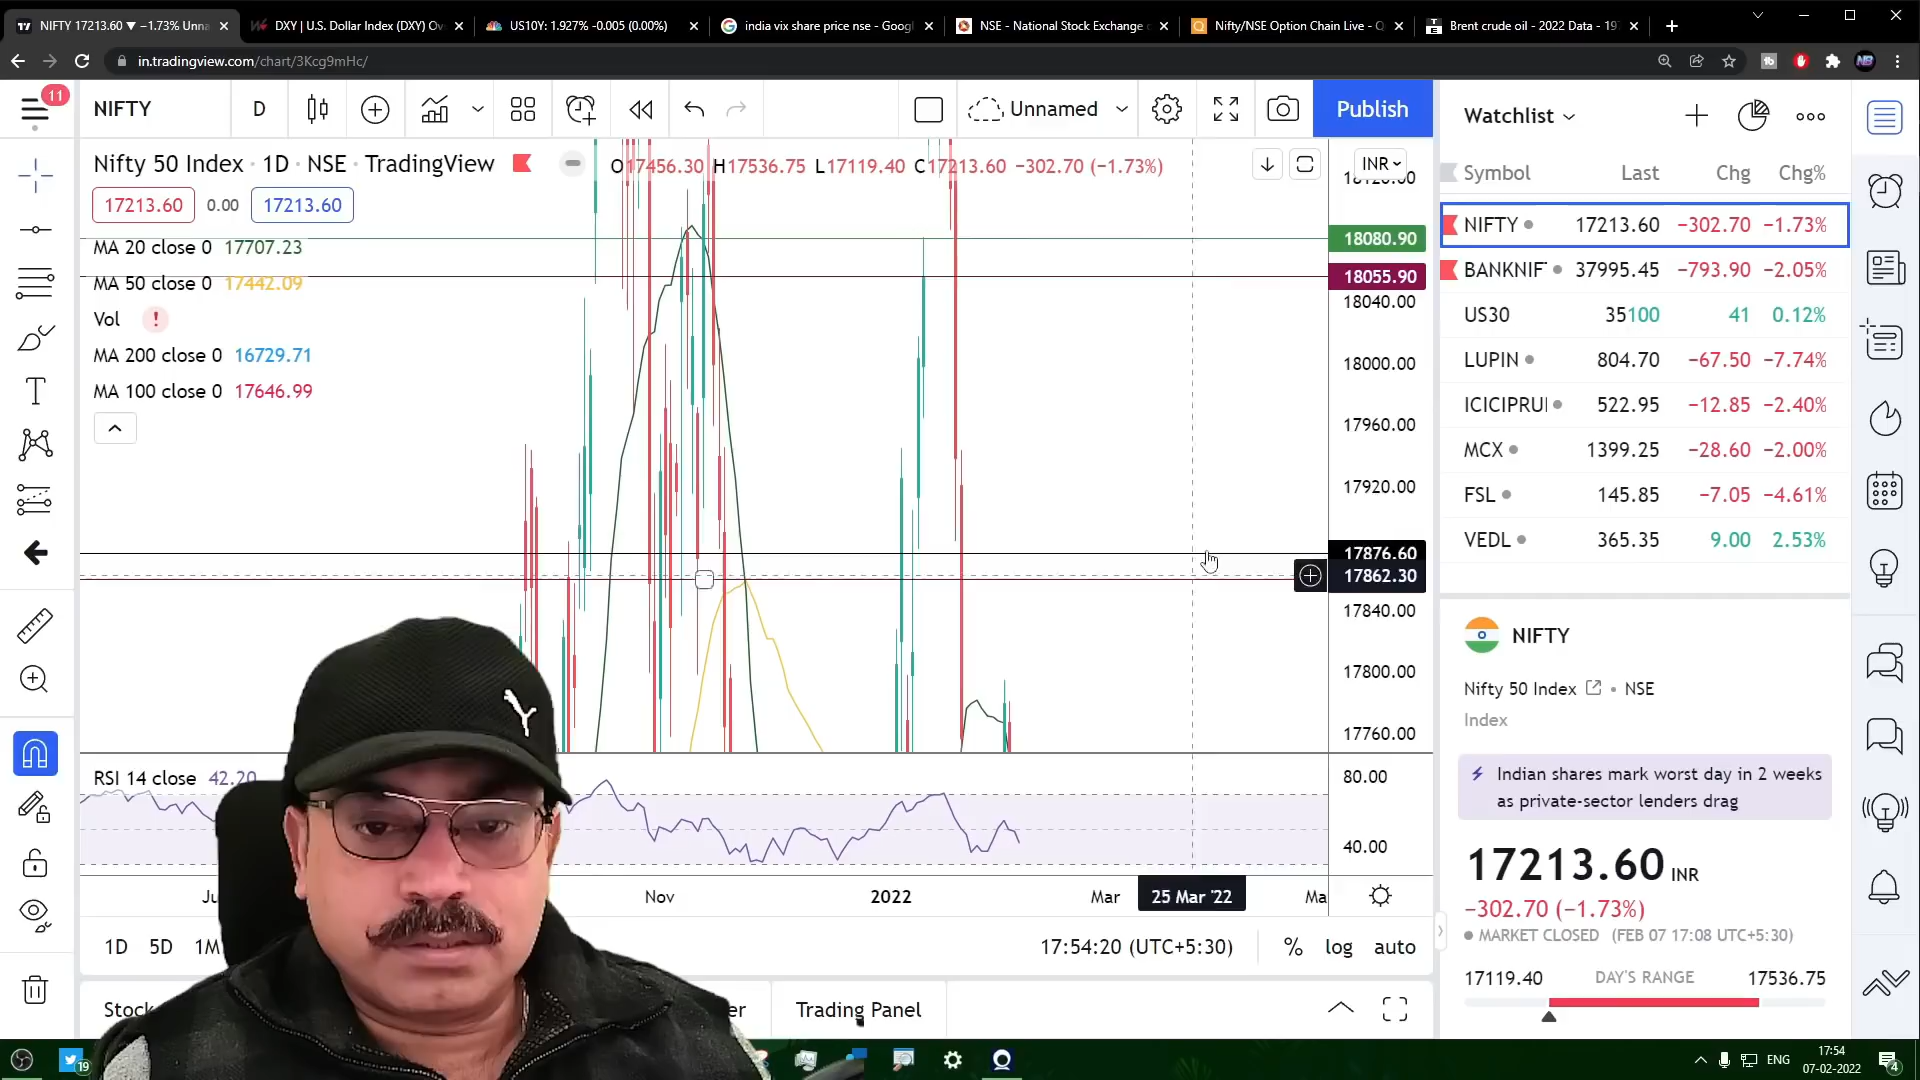 NIFTY 17213.60 ▼ −1.73% Unna
DXY | U.S. Dollar Index (DXY) Ov
US10Y: 1.927% -0.005 (0.00%)
india vix share price nse - Googl
NSE - National Stock Exchange
Nifty/NSE Option Chain Live - 
Brent crude oil - 2022 Data - 19
in.tradingview.com/chart/3Kcg9mHc/
11
NIFTY
D
Unnamed
Publish
Watchlist
Nifty 50 Index · 1D · NSE · TradingView
O17456.30 H17536.75 L17119.40 C17213.60 −302.70 (−1.73%)
INR
17213.60 0.00 17213.60
MA 20 close 0 17707.23
MA 50 close 0 17442.09
Vol !
MA 200 close 0 16729.71
MA 100 close 0 17646.99
18080.90
18055.90
18040.00
18000.00
17960.00
17920.00
17876.60
17862.30
17840.00
17800.00
17760.00
RSI 14 close 42.20
80.00
40.00
Nov
2022
Mar
25 Mar '22
Ma
1D 5D 1M
17:54:20 (UTC+5:30)
% log auto
Stock
er
Trading Panel
Symbol Last Chg Chg%
NIFTY 17213.60 −302.70 −1.73%
BANKNIF 37995.45 −793.90 −2.05%
US30 35100 41 0.12%
LUPIN 804.70 −67.50 −7.74%
ICICIPRUI 522.95 −12.85 −2.40%
MCX 1399.25 −28.60 −2.00%
FSL 145.85 −7.05 −4.61%
VEDL 365.35 9.00 2.53%
NIFTY
Nifty 50 Index • NSE
Index
Indian shares mark worst day in 2 weeks
as private-sector lenders drag
17213.60 INR
−302.70 (−1.73%)
MARKET CLOSED (FEB 07 17:08 UTC+5:30)
17119.40 DAY'S RANGE 17536.75
19
ENG
17:54
07-02-2022
4